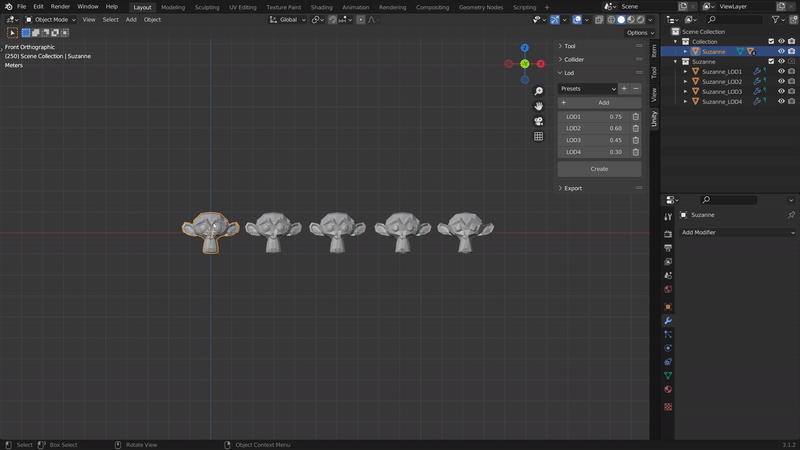 File Edit Render Window Help Layout Modeling Sculpting UV Editing Texture Paint Shading Animation Rendering Compositing Geometry Nodes Scripting + Scene ViewLayer
Object Mode View Select Add Object Global
Options
Front Orthographic
(250) Scene Collection | Suzanne
Meters
Z
X
-Y
Item
Tool
View
Unity
Tool
Collider
Lod
Presets
+ Add
LOD1 0.75
LOD2 0.60
LOD3 0.45
LOD4 0.30
Create
Export
Scene Collection
Collection
Suzanne
Suzanne
Suzanne_LOD1
Suzanne_LOD2
Suzanne_LOD3
Suzanne_LOD4
Suzanne
Add Modifier
Select Box Select Rotate View Object Context Menu 3.1.2